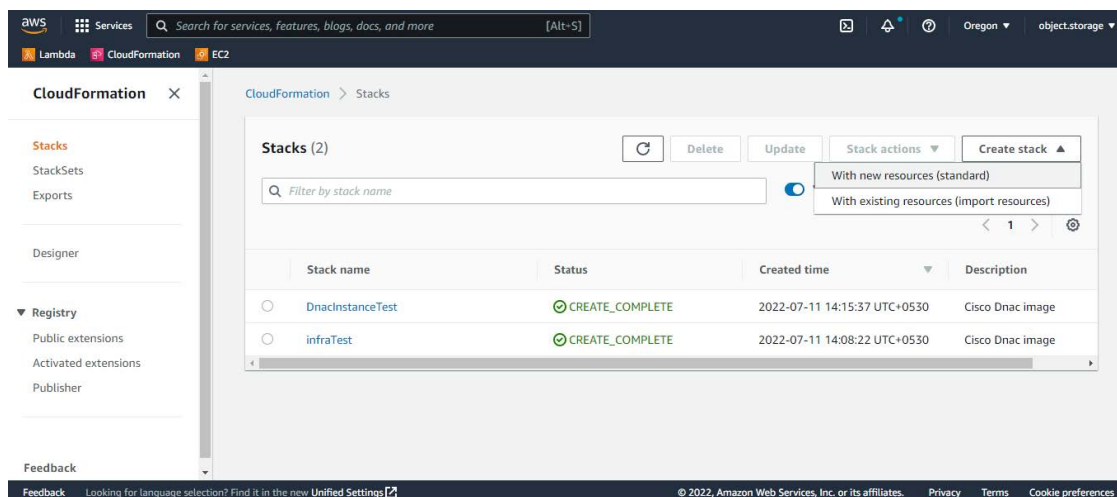 aws Services Search for services, features, blogs, docs, and more [Alt+S] Oregon ▼ object.storage ▼
Lambda CloudFormation EC2
CloudFormation
CloudFormation > Stacks
Stacks
StackSets
Exports
Designer
Registry
Public extensions
Activated extensions
Publisher
Feedback
Stacks (2) Delete Update Stack actions ▼ Create stack ▲
With new resources (standard)
Filter by stack name
With existing resources (import resources)
< 1 >
Stack name Status Created time ▼ Description
DnacInstanceTest CREATE_COMPLETE 2022-07-11 14:15:37 UTC+0530 Cisco Dnac image
infraTest CREATE_COMPLETE 2022-07-11 14:08:22 UTC+0530 Cisco Dnac image
Feedback Looking for language selection? Find it in the new Unified Settings © 2022, Amazon Web Services, Inc. or its affiliates. Privacy Terms Cookie preferences